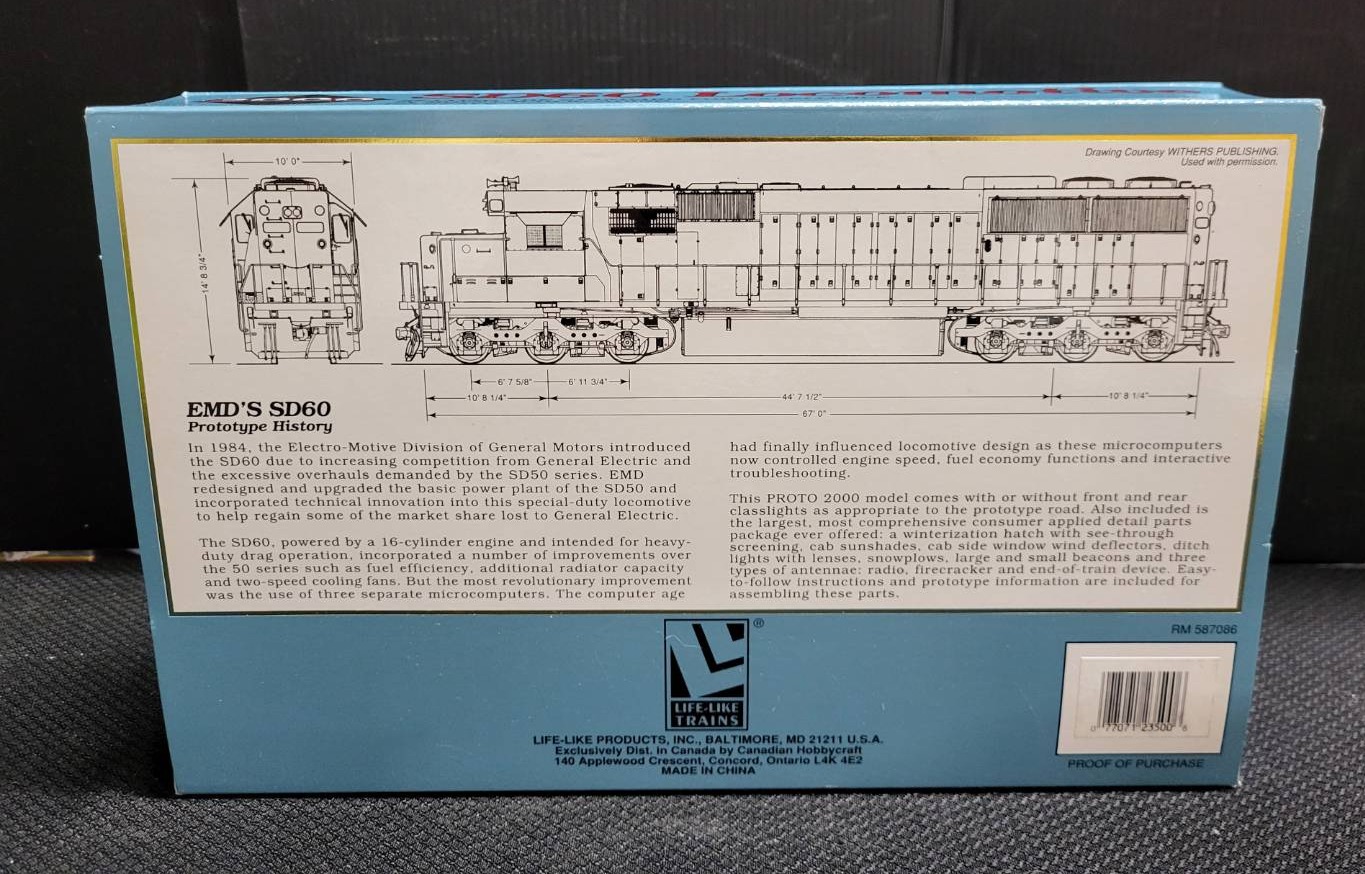 SD60 Locomotive
Drawing Courtesy WITHERS PUBLISHING.
Used with permission.
10' 0"
14' 8 3/4"
6' 7 5/8"
6' 11 3/4"
10' 8 1/4"
44' 7 1/2"
10' 8 1/4"
67' 0"
EMD'S SD60
Prototype History
In 1984, the Electro-Motive Division of General Motors introduced
the SD60 due to increasing competition from General Electric and
the excessive overhauls demanded by the SD50 series. EMD
redesigned and upgraded the basic power plant of the SD50 and
incorporated technical innovation into this special-duty locomotive
to help regain some of the market share lost to General Electric.
The SD60, powered by a 16-cylinder engine and intended for heavy-
duty drag operation, incorporated a number of improvements over
the 50 series such as fuel efficiency, additional radiator capacity
and two-speed cooling fans. But the most revolutionary improvement
was the use of three separate microcomputers. The computer age
had finally influenced locomotive design as these microcomputers
now controlled engine speed, fuel economy functions and interactive
troubleshooting.
This PROTO 2000 model comes with or without front and rear
classlights as appropriate to the prototype road. Also included is
the largest, most comprehensive consumer applied detail parts
package ever offered: a winterization hatch with see-through
screening, cab sunshades, cab side window wind deflectors, ditch
lights with lenses, snowplows, large and small beacons and three
types of antennae: radio, firecracker and end-of-train device. Easy-
to-follow instructions and prototype information are included for
assembling these parts.
RM 587086
®
LIFE-LIKE
TRAINS
LIFE-LIKE PRODUCTS, INC., BALTIMORE, MD 21211 U.S.A.
Exclusively Dist. in Canada by Canadian Hobbycraft
140 Applewood Crescent, Concord, Ontario L4K 4E2
MADE IN CHINA
0 77071 23500 6
PROOF OF PURCHASE